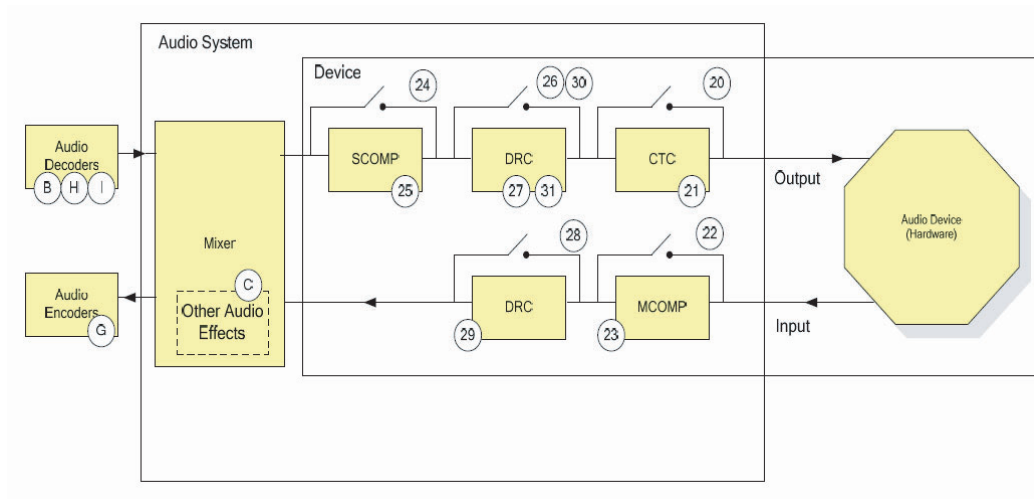 Audio System
Device
24
26 30
20
Audio
Decoders
B H I
SCOMP
25
DRC
27 31
CTC
21
Output
Audio Device
(Hardware)
Mixer
C
Other Audio
Effects
28
22
DRC
29
MCOMP
23
Input
Audio
Encoders
G